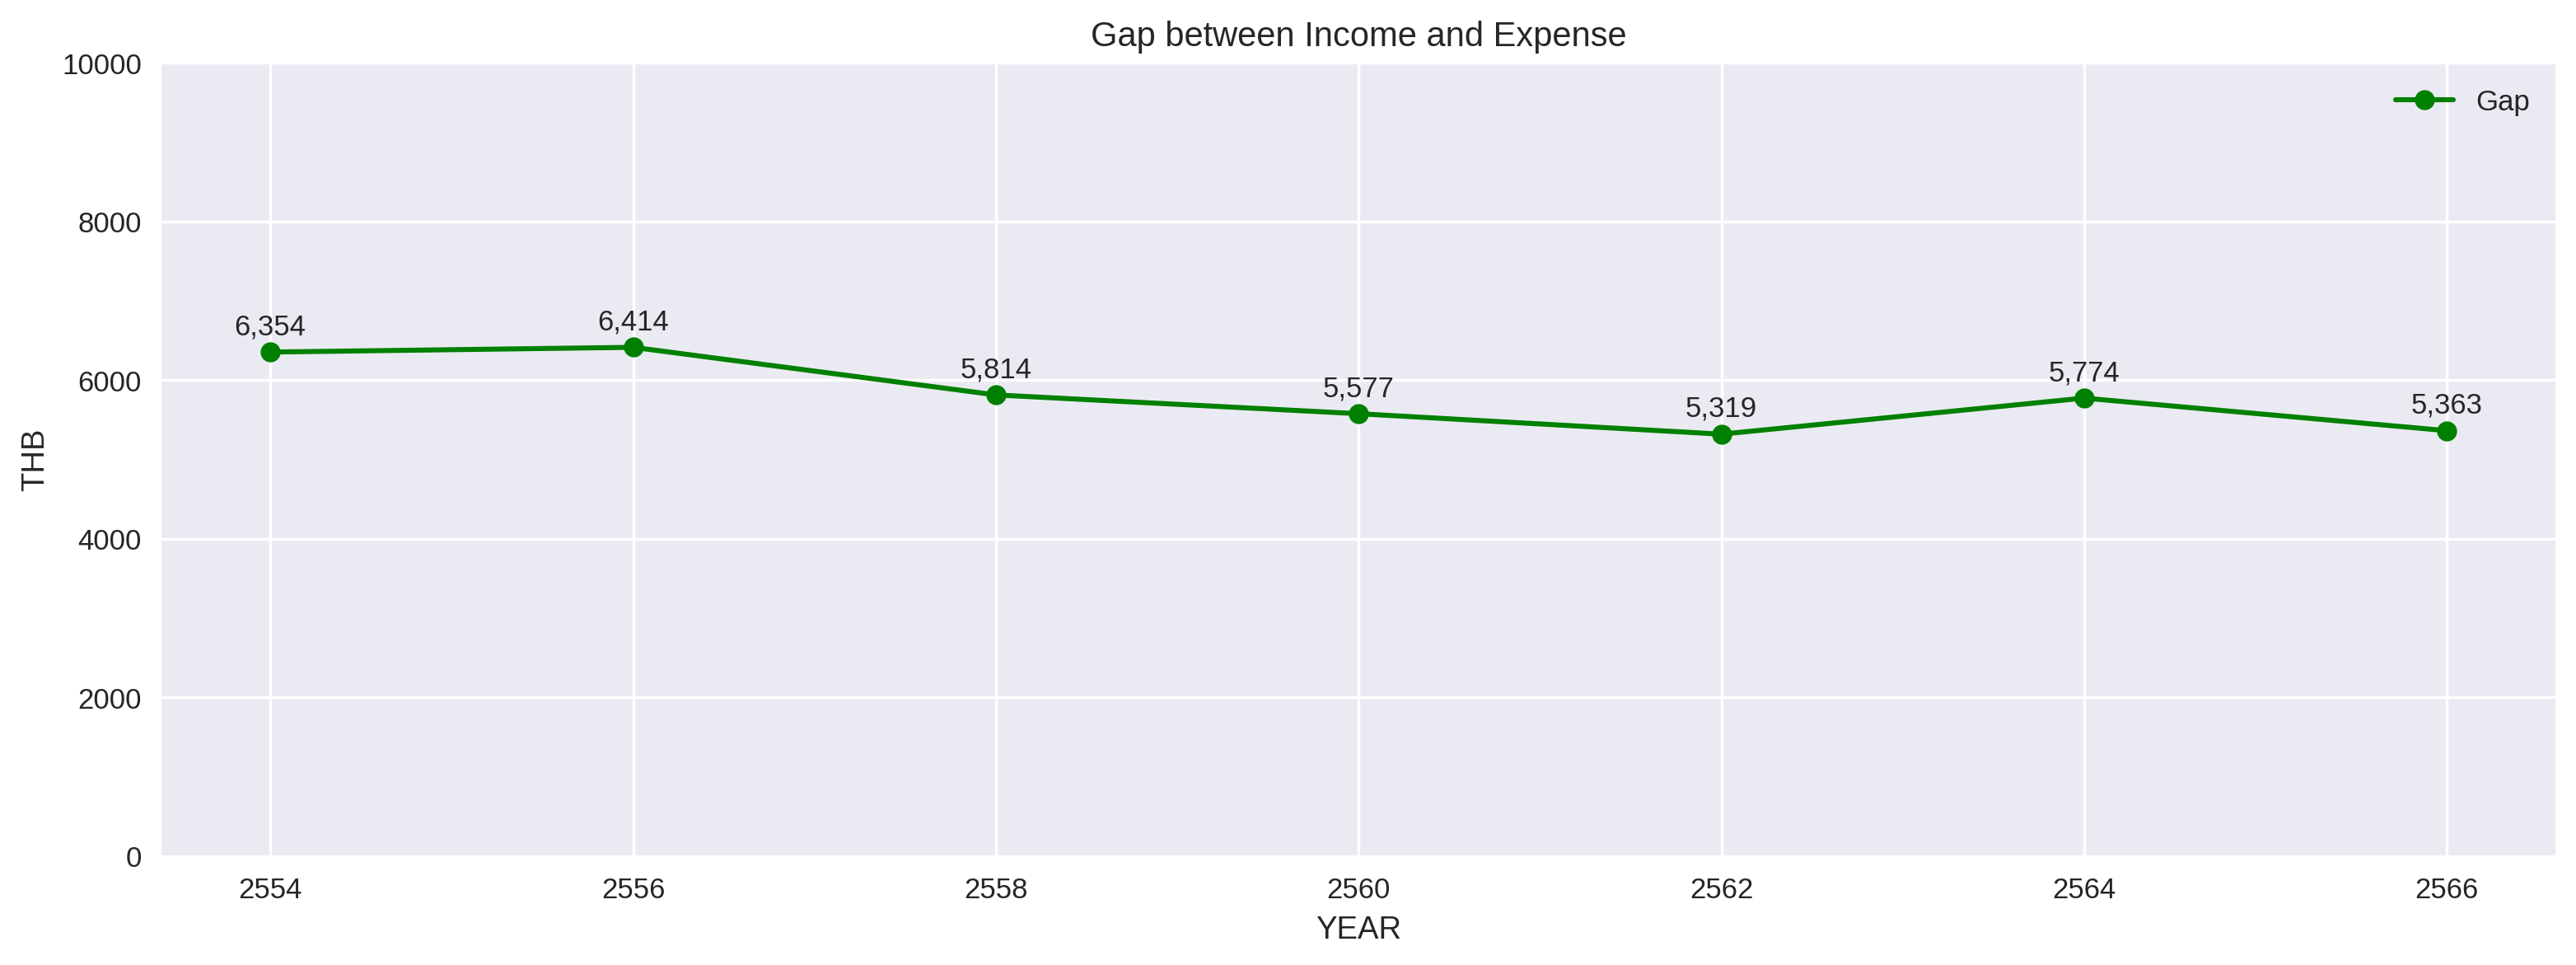 Gap between Income and Expense
10000
8000
6000
4000
2000
0
THB
Gap
6,354
6,414
5,814
5,577
5,319
5,774
5,363
2554 2556 2558 2560 2562 2564 2566
YEAR